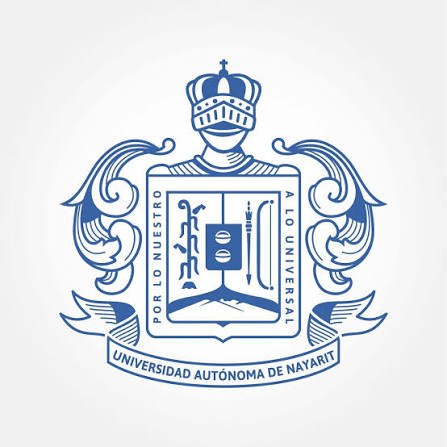 POR LO NUESTRO
A LO UNIVERSAL
UNIVERSIDAD AUTÓNOMA DE NAYARIT